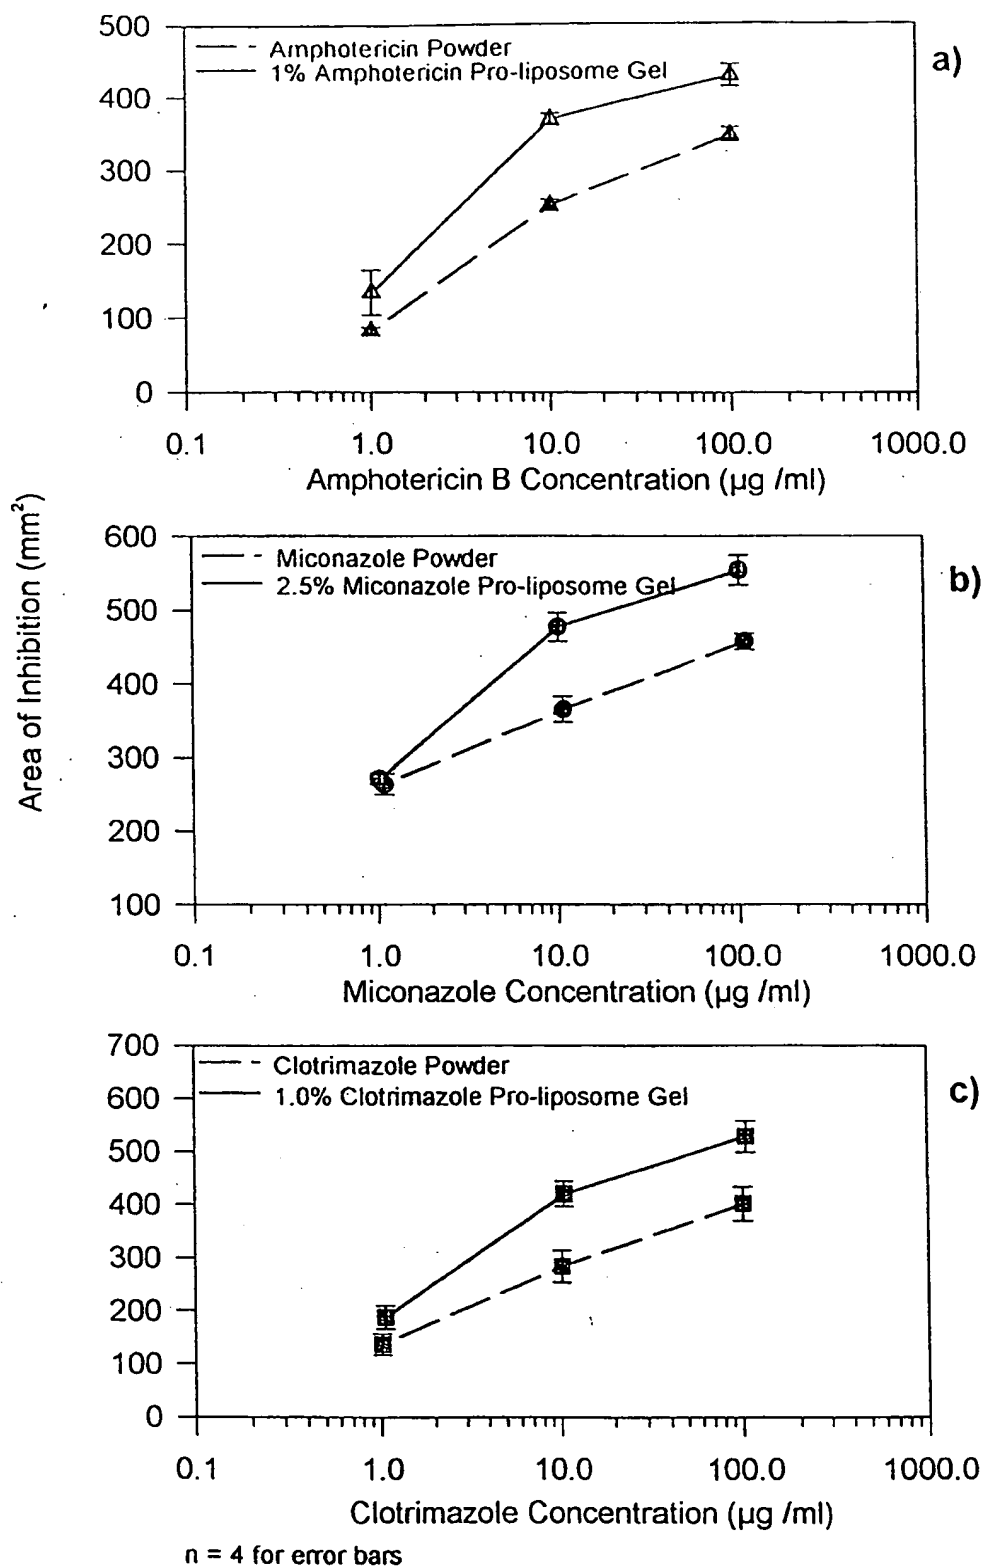 500
400
300
200
100
0
Amphotericin Powder
1% Amphotericin Pro-liposome Gel
a)
0.1 1.0 10.0 100.0 1000.0
Amphotericin B Concentration (µg /ml)
Area of Inhibition (mm²)
600
500
400
300
200
100
Miconazole Powder
2.5% Miconazole Pro-liposome Gel
b)
0.1 1.0 10.0 100.0 1000.0
Miconazole Concentration (µg /ml)
700
600
500
400
300
200
100
0
Clotrimazole Powder
1.0% Clotrimazole Pro-liposome Gel
c)
0.1 1.0 10.0 100.0 1000.0
Clotrimazole Concentration (µg /ml)
n = 4 for error bars